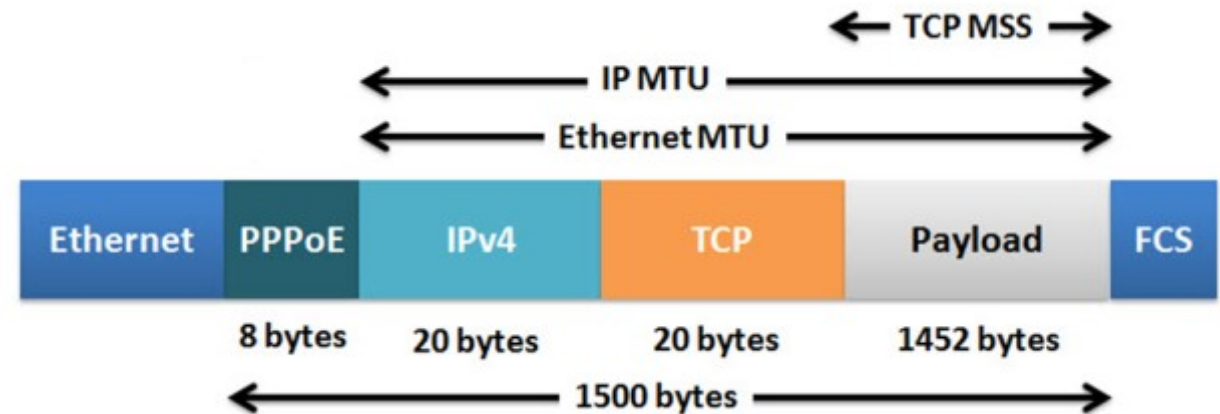 TCP MSS
IP MTU
Ethernet MTU
Ethernet PPPoE IPv4 TCP Payload FCS
8 bytes 20 bytes 20 bytes 1452 bytes
1500 bytes